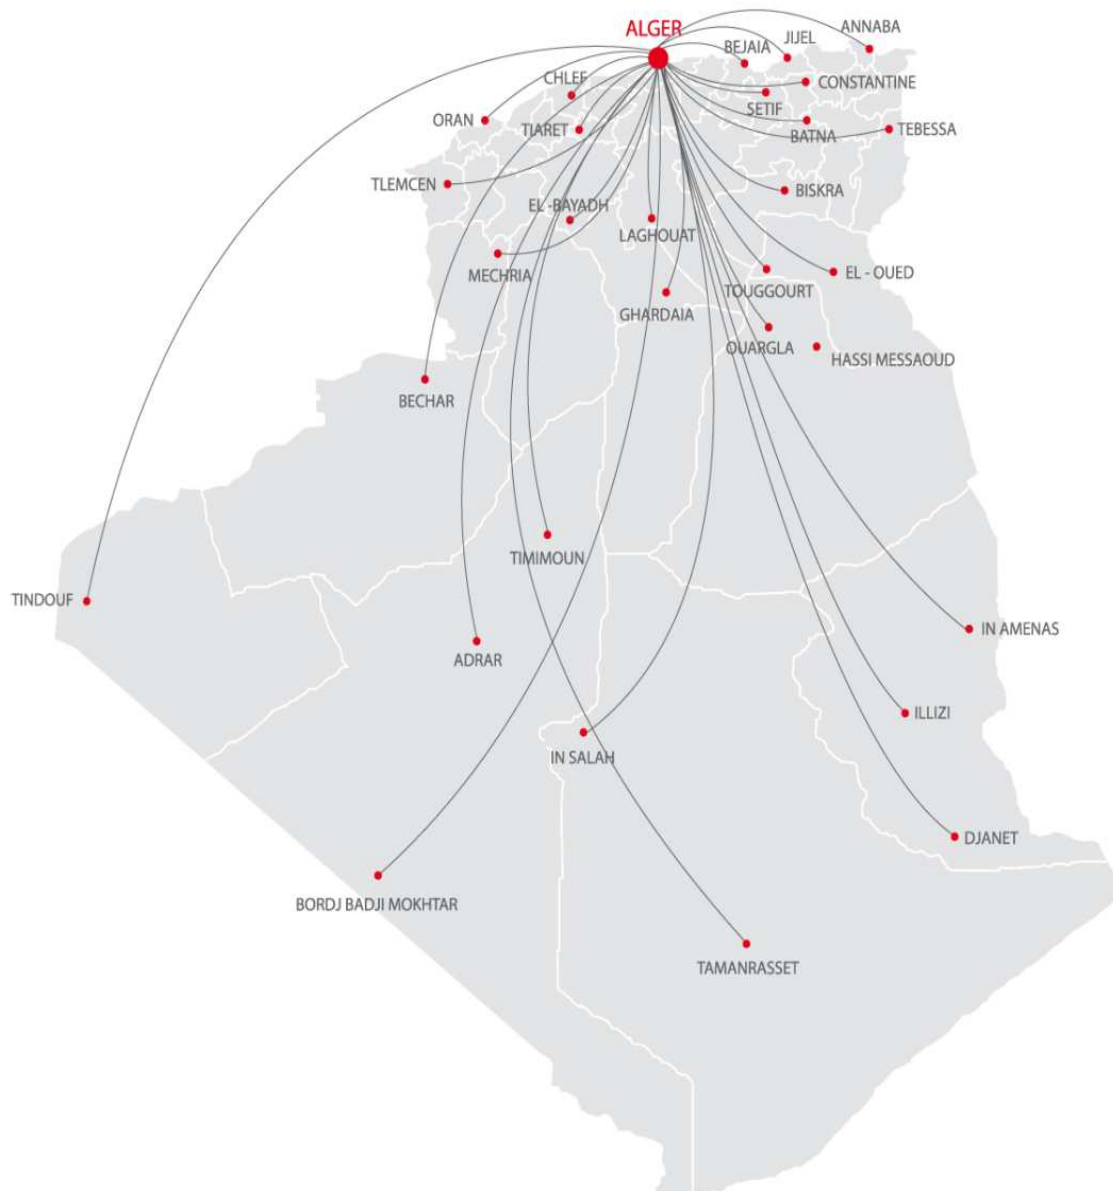 ANNABA
ALGER
JIJEL
BEJAIA
CHLEF
CONSTANTINE
SETIF
ORAN
TIARET
BATNA
TEBESSA
TLEMCEN
BISKRA
EL -BAYADH
LAGHOUAT
MECHRIA
EL - OUED
TOUGGOURT
GHARDAIA
OUARGLA
HASSI MESSAOUD
BECHAR
TIMIMOUN
TINDOUF
IN AMENAS
ADRAR
ILLIZI
IN SALAH
DJANET
BORDJ BADJI MOKHTAR
TAMANRASSET